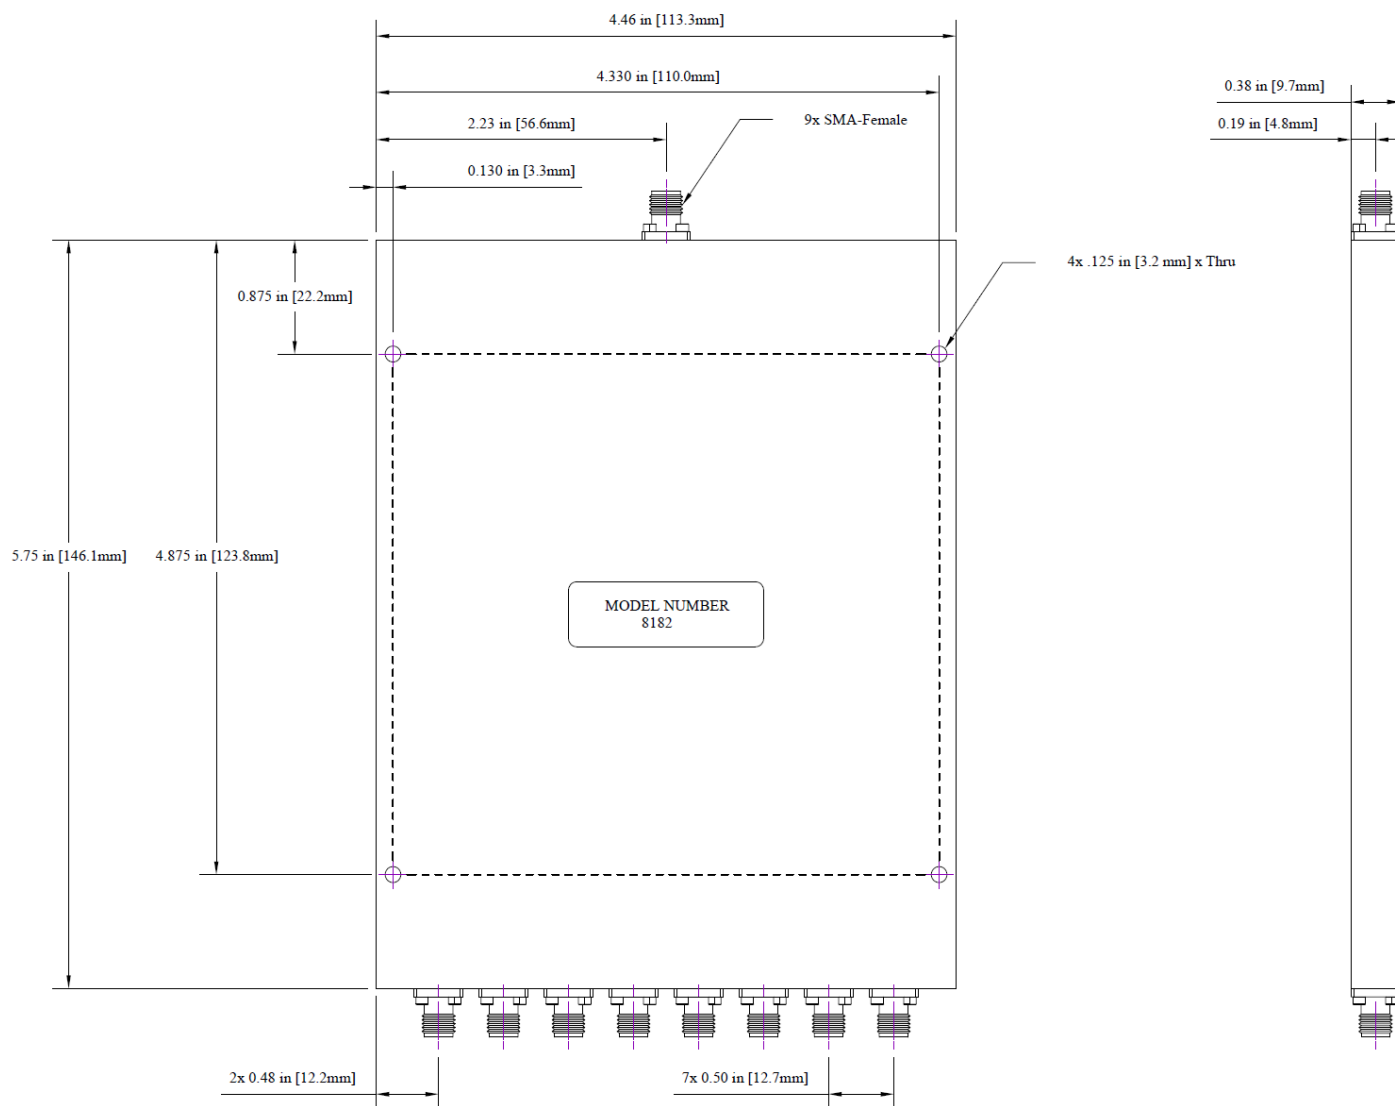 4.46 in [113.3mm]
4.330 in [110.0mm]
0.38 in [9.7mm]
2.23 in [56.6mm]
9x SMA-Female
0.19 in [4.8mm]
0.130 in [3.3mm]
4x .125 in [3.2 mm] x Thru
0.875 in [22.2mm]
5.75 in [146.1mm]
4.875 in [123.8mm]
MODEL NUMBER
8182
2x 0.48 in [12.2mm]
7x 0.50 in [12.7mm]